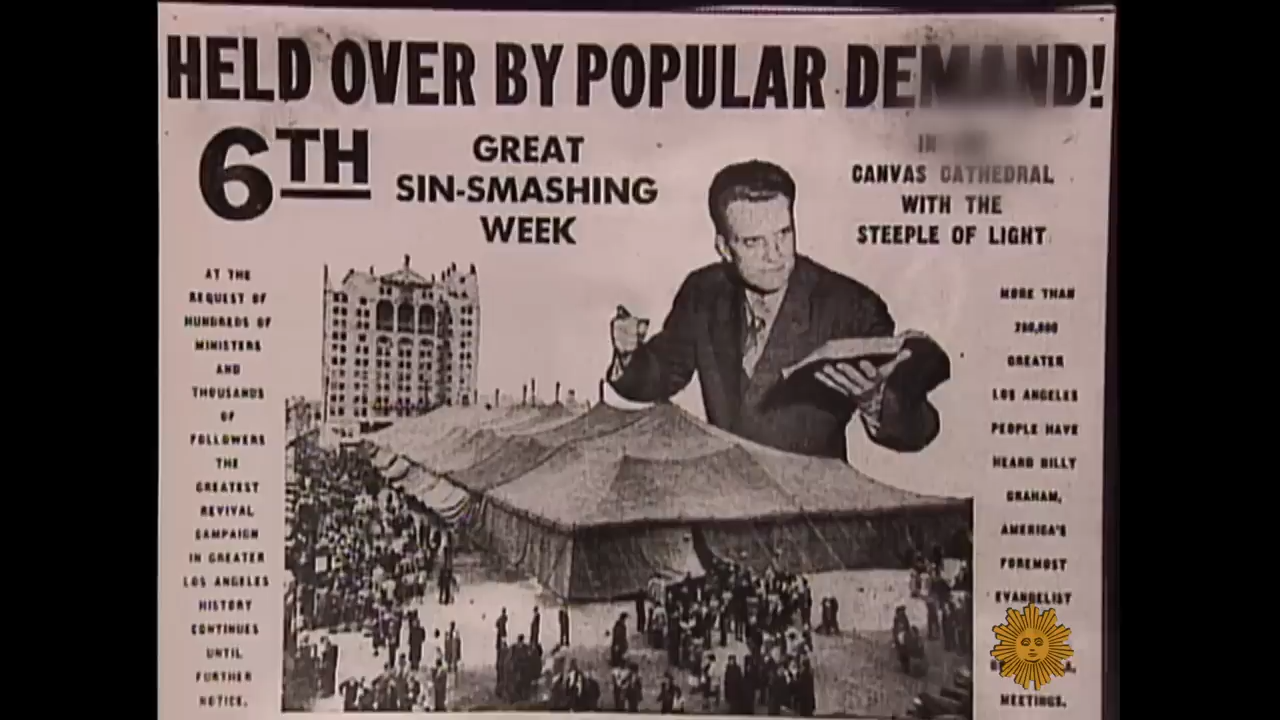 HELD OVER BY POPULAR DEMAND!
6TH
GREAT
SIN-SMASHING
WEEK
IN
CANVAS CATHEDRAL
WITH THE
STEEPLE OF LIGHT
AT THE
REQUEST OF
HUNDREDS OF
MINISTERS
AND
THOUSANDS
OF
FOLLOWERS
THE
GREATEST
REVIVAL
CAMPAIGN
IN GREATER
LOS ANGELES
HISTORY
CONTINUES
UNTIL
FURTHER
NOTICE.
MORE THAN
GREATER
LOS ANGELES
PEOPLE HAVE
HEARD BILLY
GRAHAM,
AMERICA'S
FOREMOST
EVANGELIST
MEETINGS.